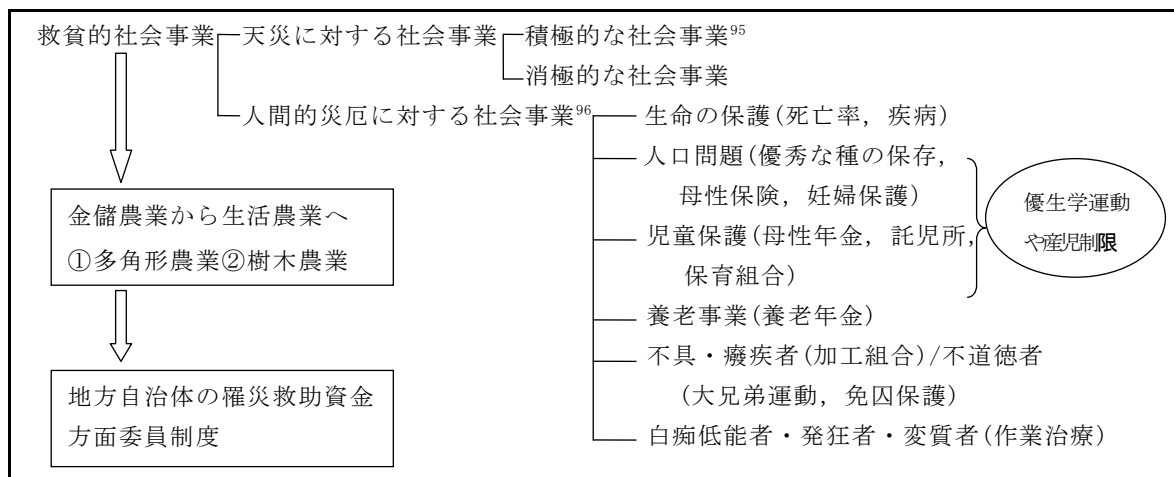 救貧的社会事業
天災に対する社会事業
積極的な社会事業95
消極的な社会事業
人間的災厄に対する社会事業96
生命の保護(死亡率，疾病)
人口問題(優秀な種の保存，
母性保険，妊婦保護)
児童保護(母性年金，託児所，
保育組合)
養老事業(養老年金)
不具・癈疾者(加工組合)/不道徳者
(大兄弟運動，免囚保護)
白痴低能者・発狂者・変質者(作業治療)
優生学運動
や産児制限
金儲農業から生活農業へ
①多角形農業②樹木農業
地方自治体の罹災救助資金
方面委員制度